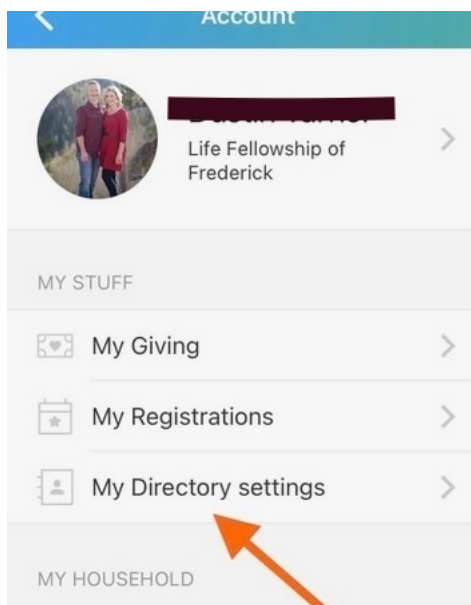 Account
Life Fellowship of
Frederick
MY STUFF
My Giving
My Registrations
My Directory settings
MY HOUSEHOLD